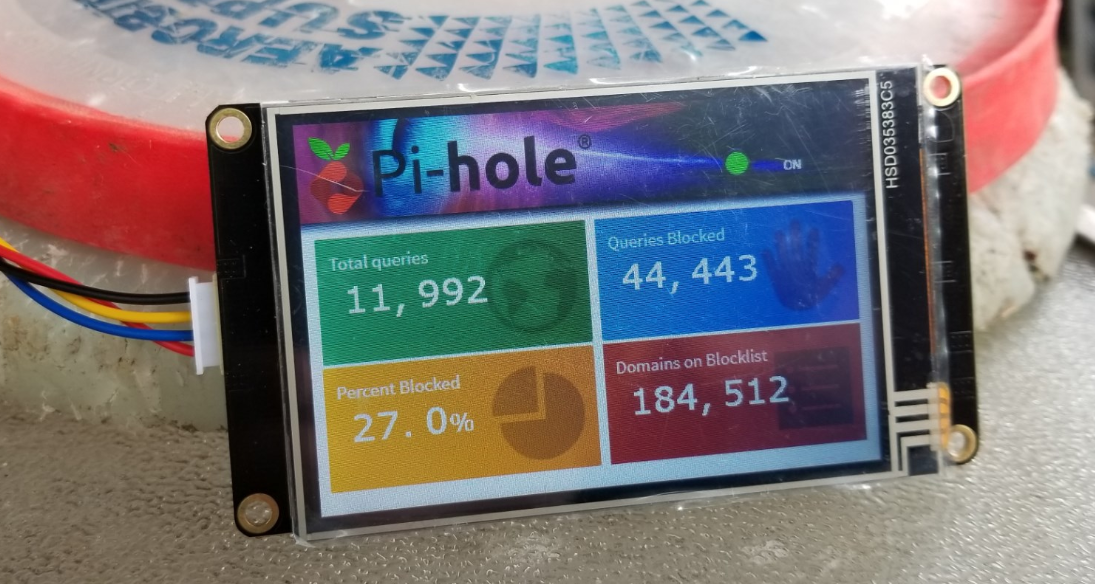 Pi-hole®
ON
Total queries
11,992
Queries Blocked
44,443
Percent Blocked
27.0%
Domains on Blocklist
184,512
HSD035383C5